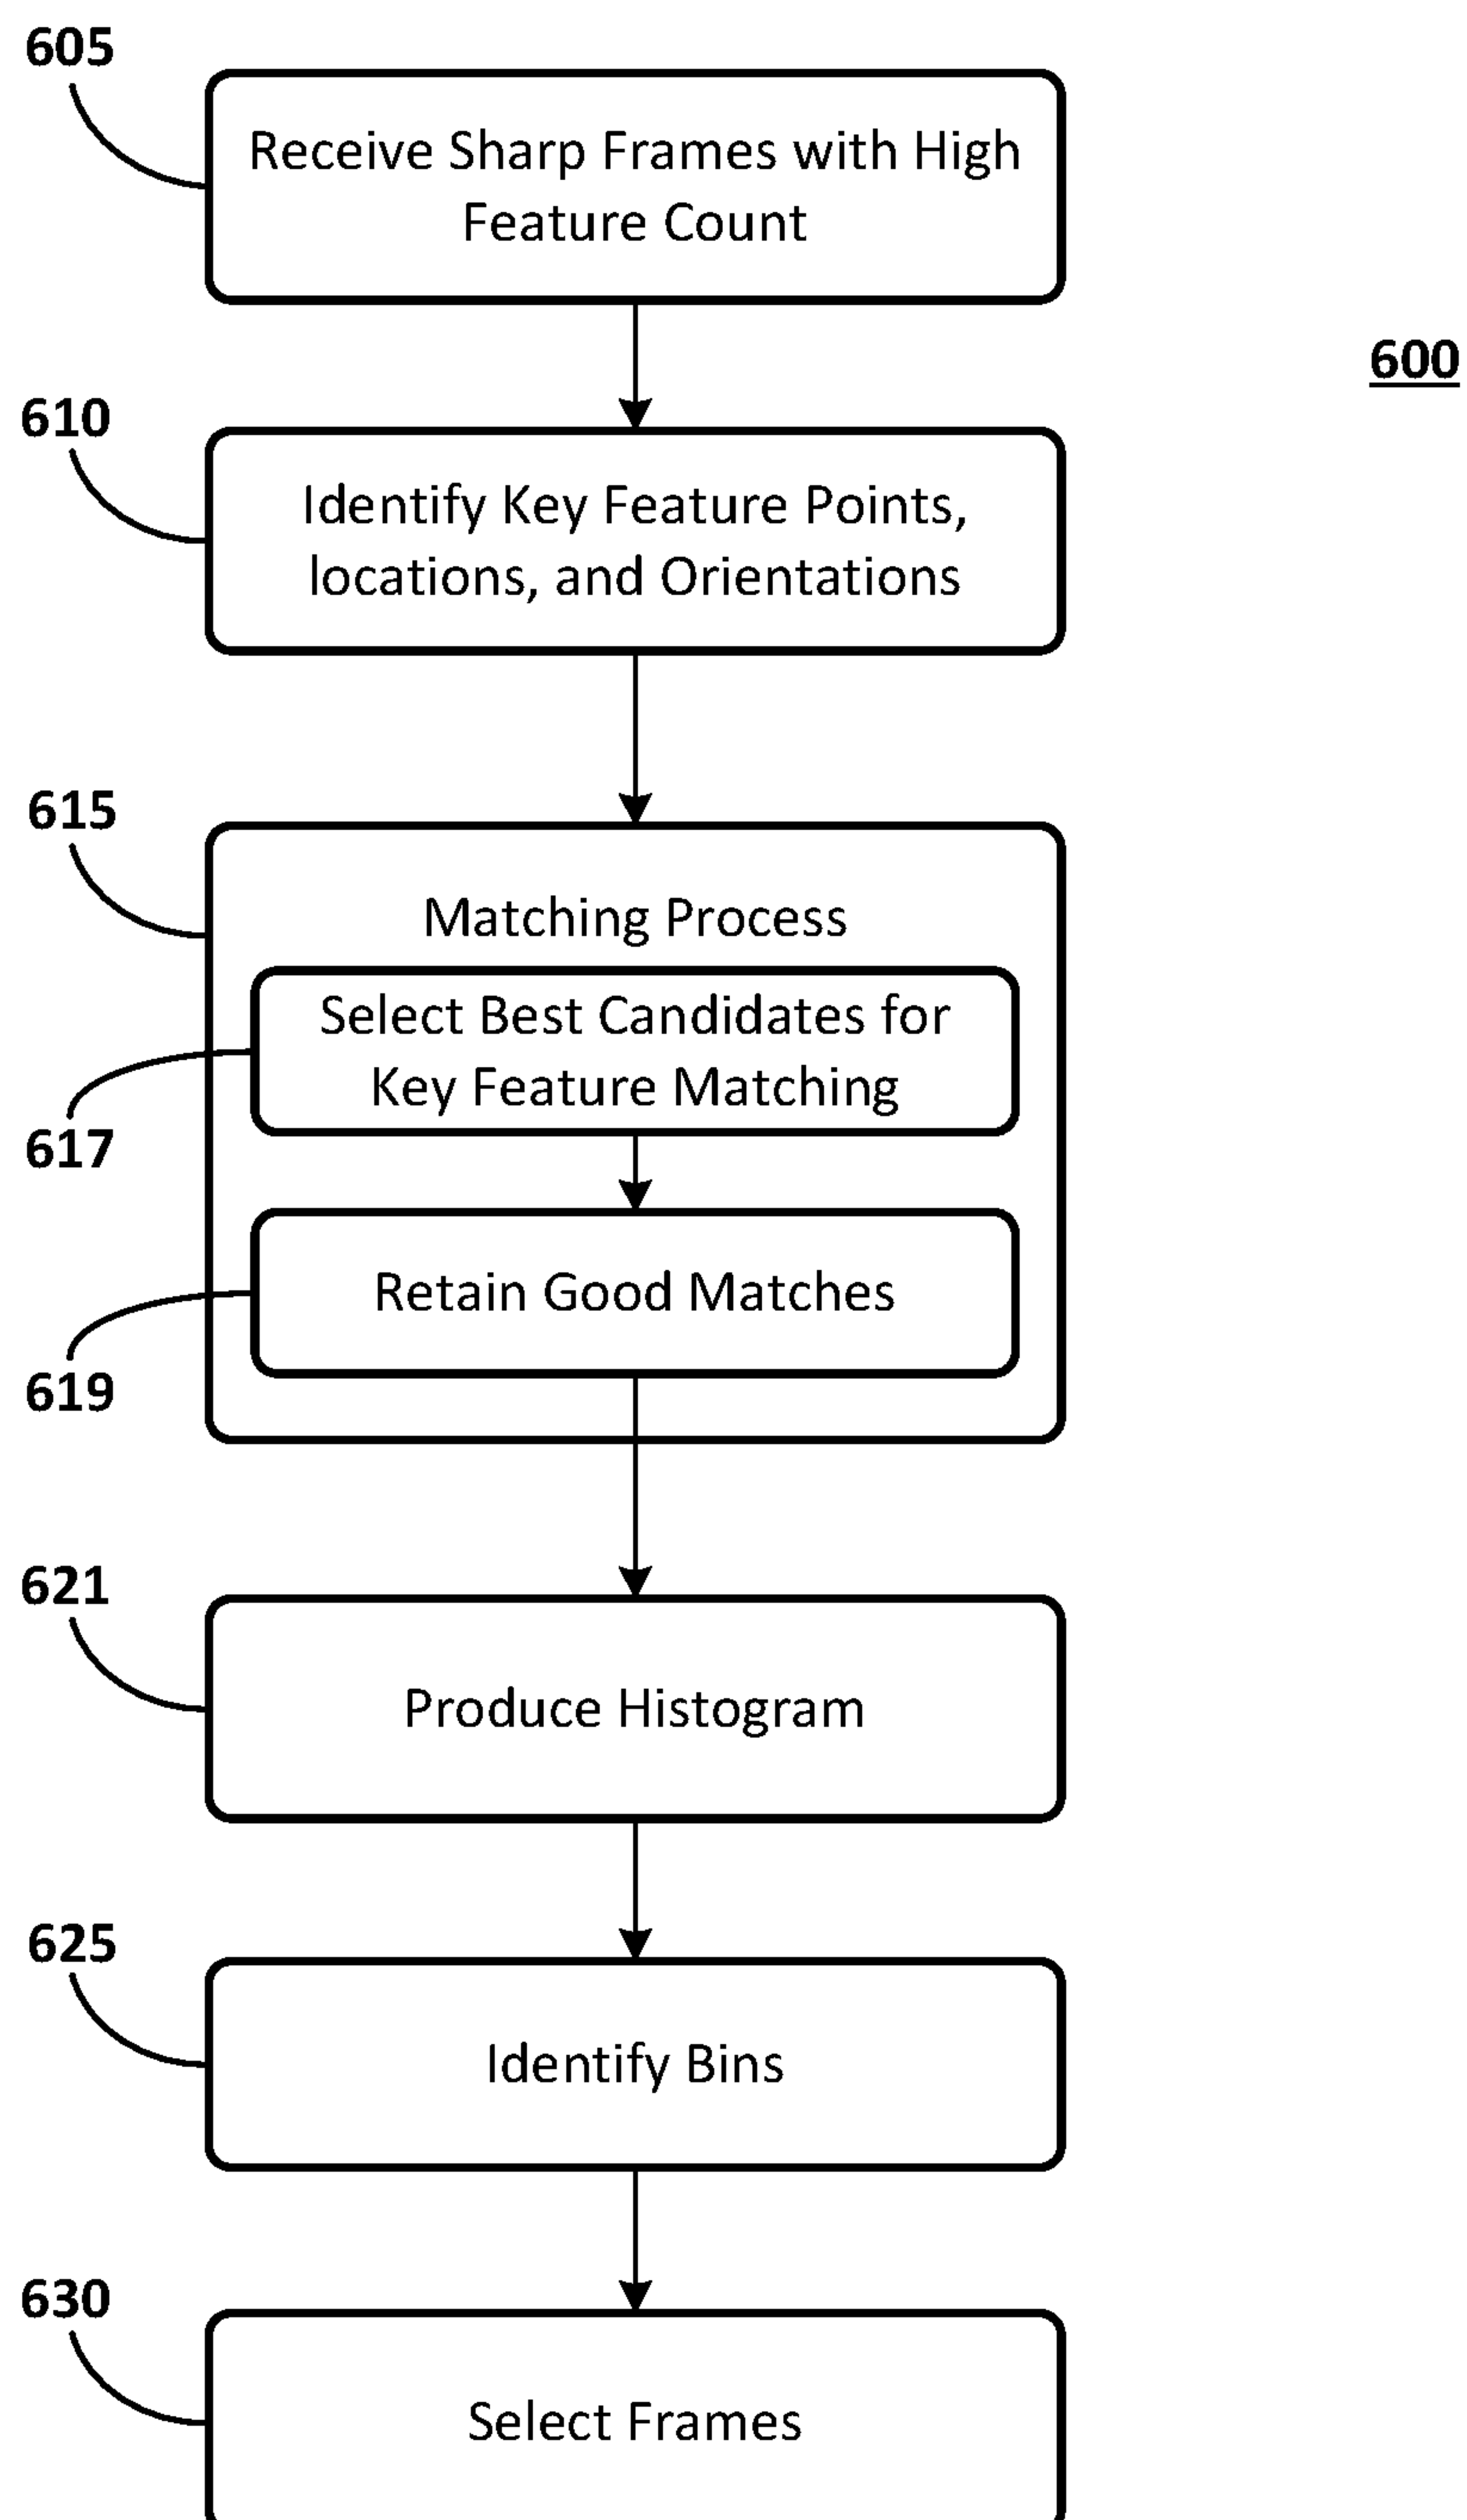 605
Receive Sharp Frames with High
Feature Count
600
610
Identify Key Feature Points,
locations, and Orientations
615
Matching Process
Select Best Candidates for
Key Feature Matching
617
Retain Good Matches
619
621
Produce Histogram
625
Identify Bins
630
Select Frames